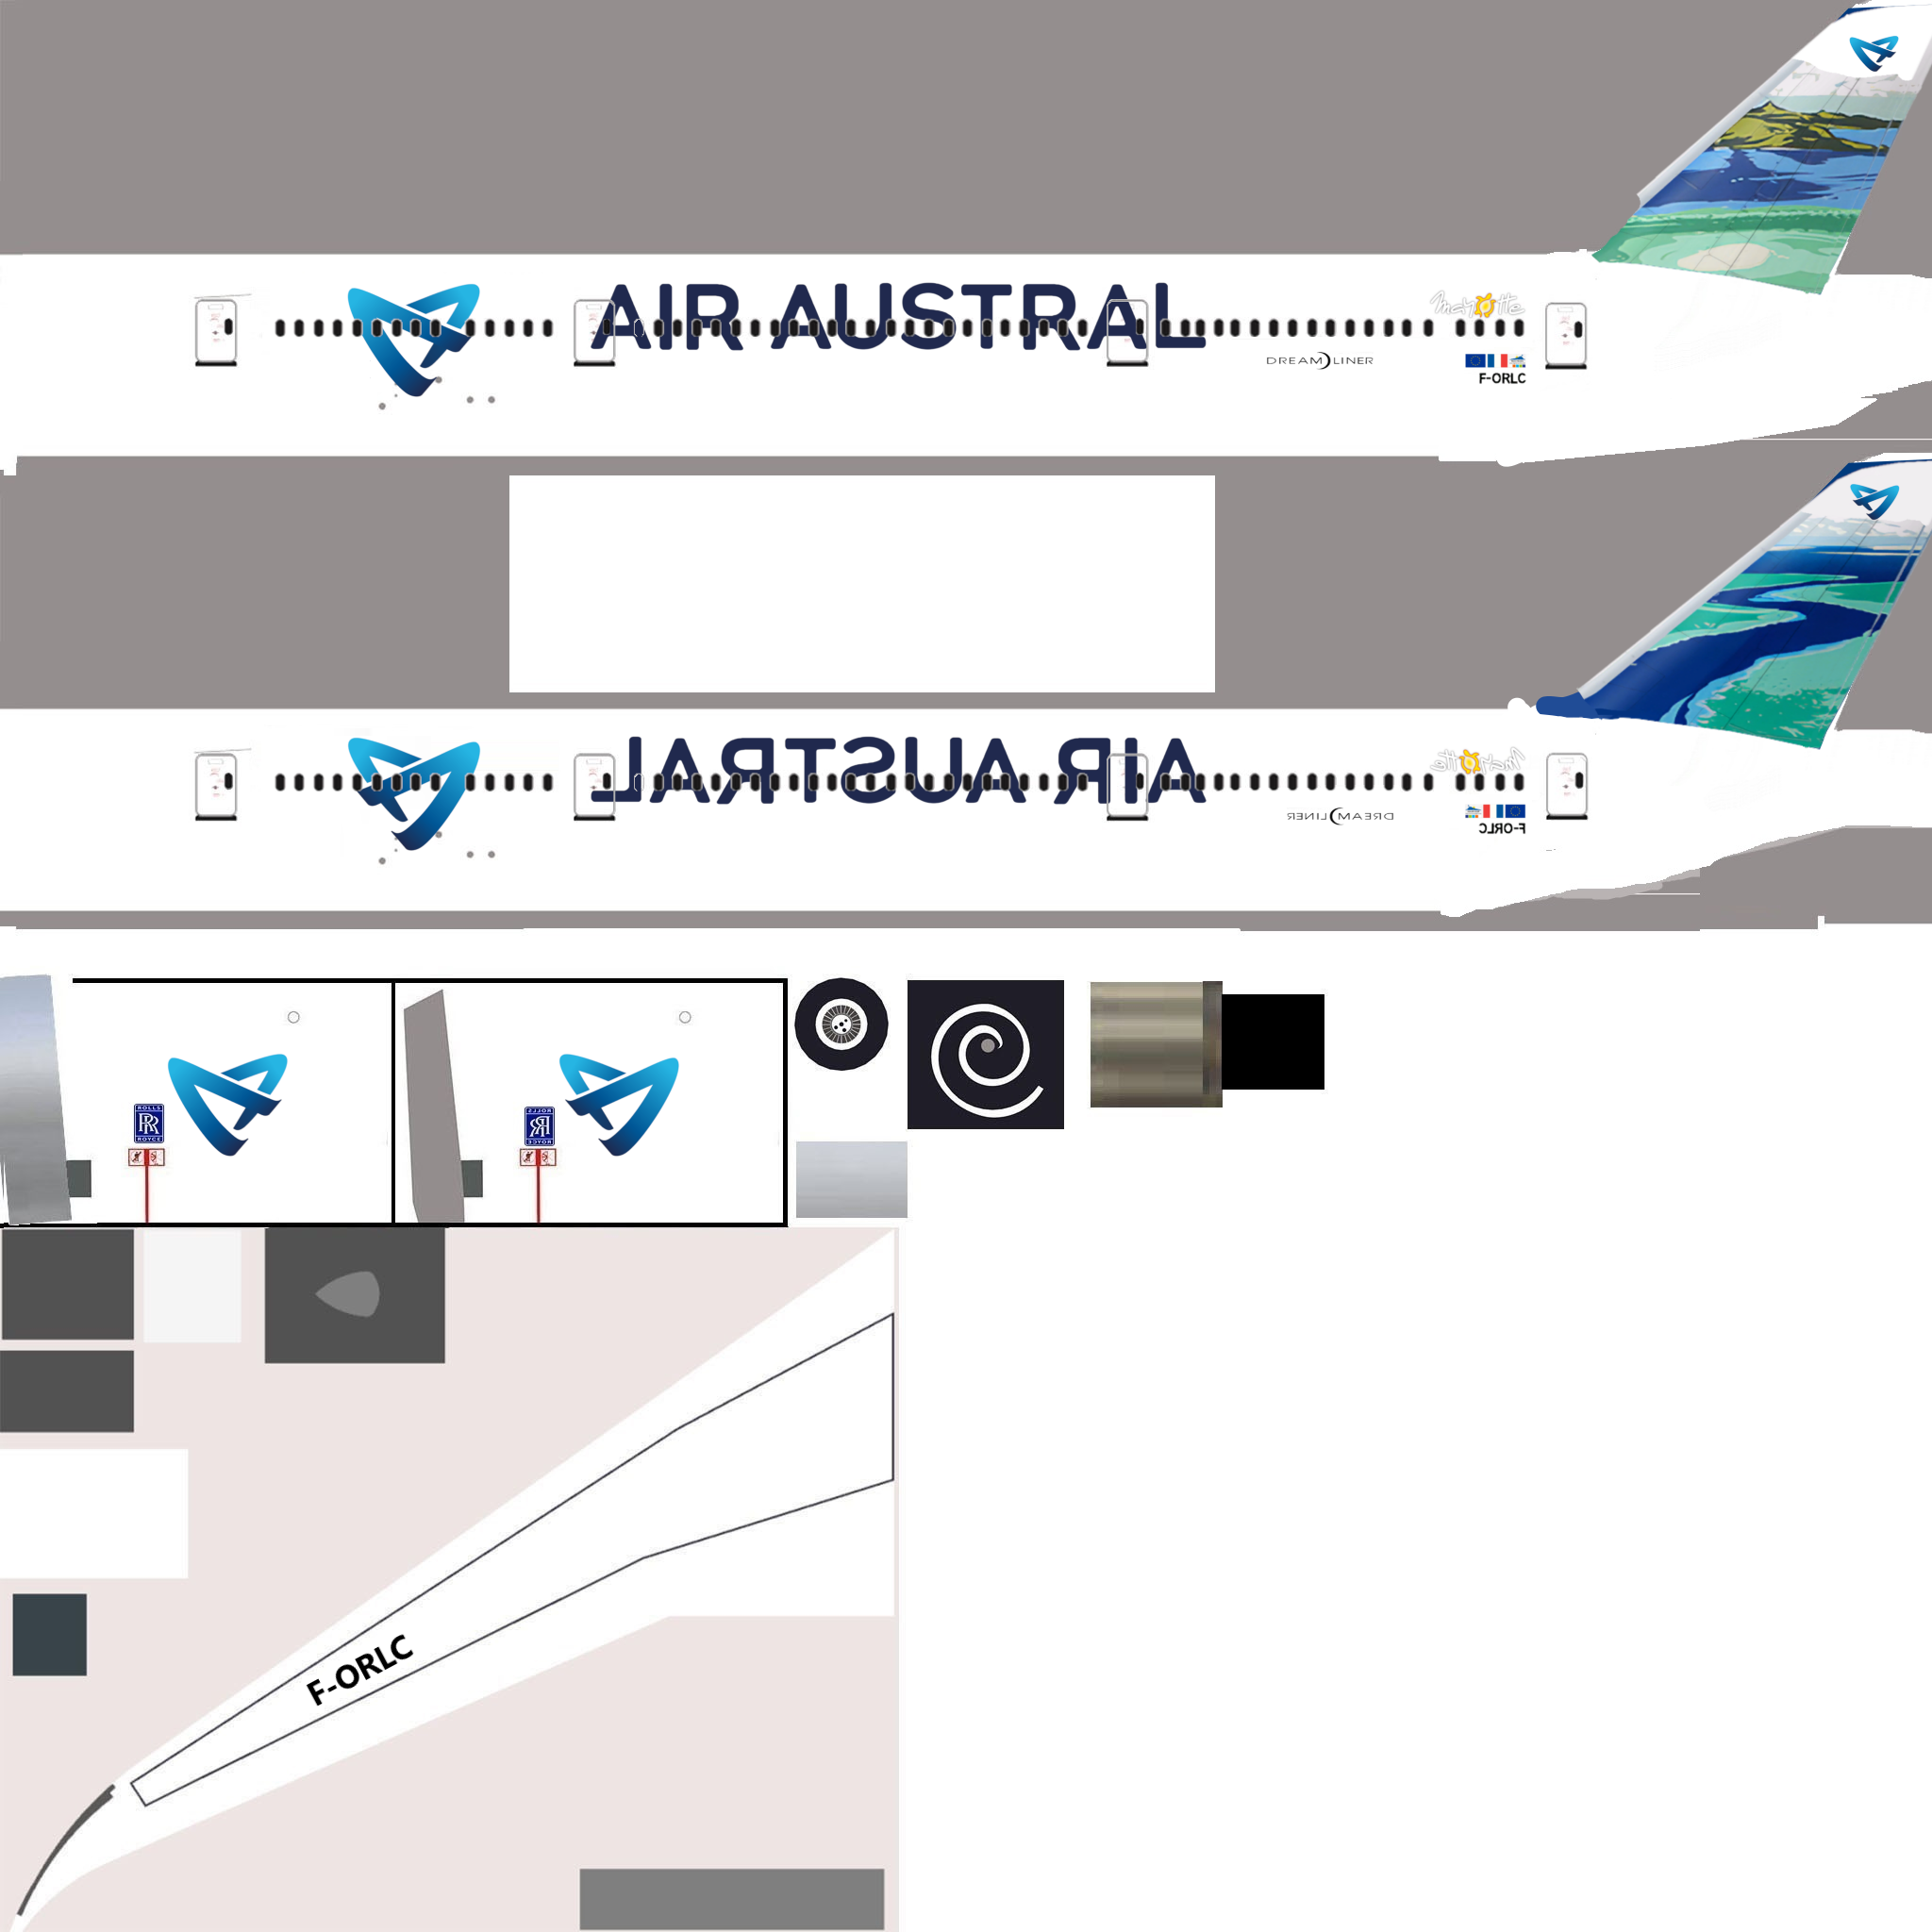 AIR AUSTRAL
mayotte
DREAMLINER
F-ORLC
AIR AUSTRAL
mayotte
DREAMLINER
F-ORLC
ROLLS
RR
ROYCE
ROLLS
RR
ROYCE
F-ORLC